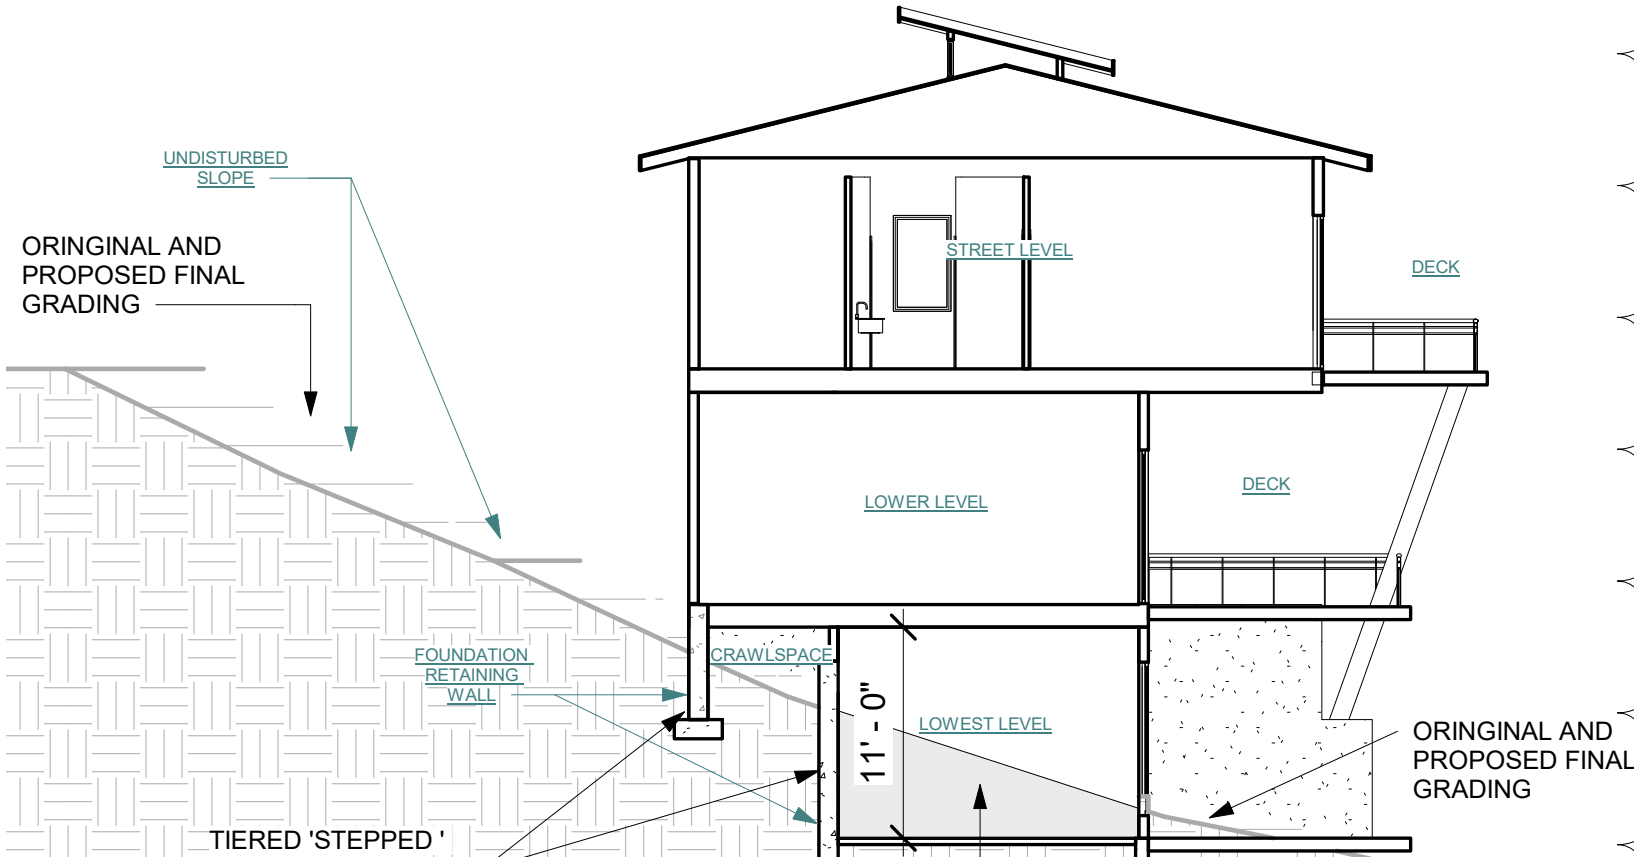 UNDISTURBED
SLOPE
ORINGINAL AND
PROPOSED FINAL
GRADING
STREET LEVEL
DECK
LOWER LEVEL
DECK
FOUNDATION
RETAINING
WALL
CRAWLSPACE
11' - 0"
LOWEST LEVEL
ORINGINAL AND
PROPOSED FINAL
GRADING
TIERED 'STEPPED '